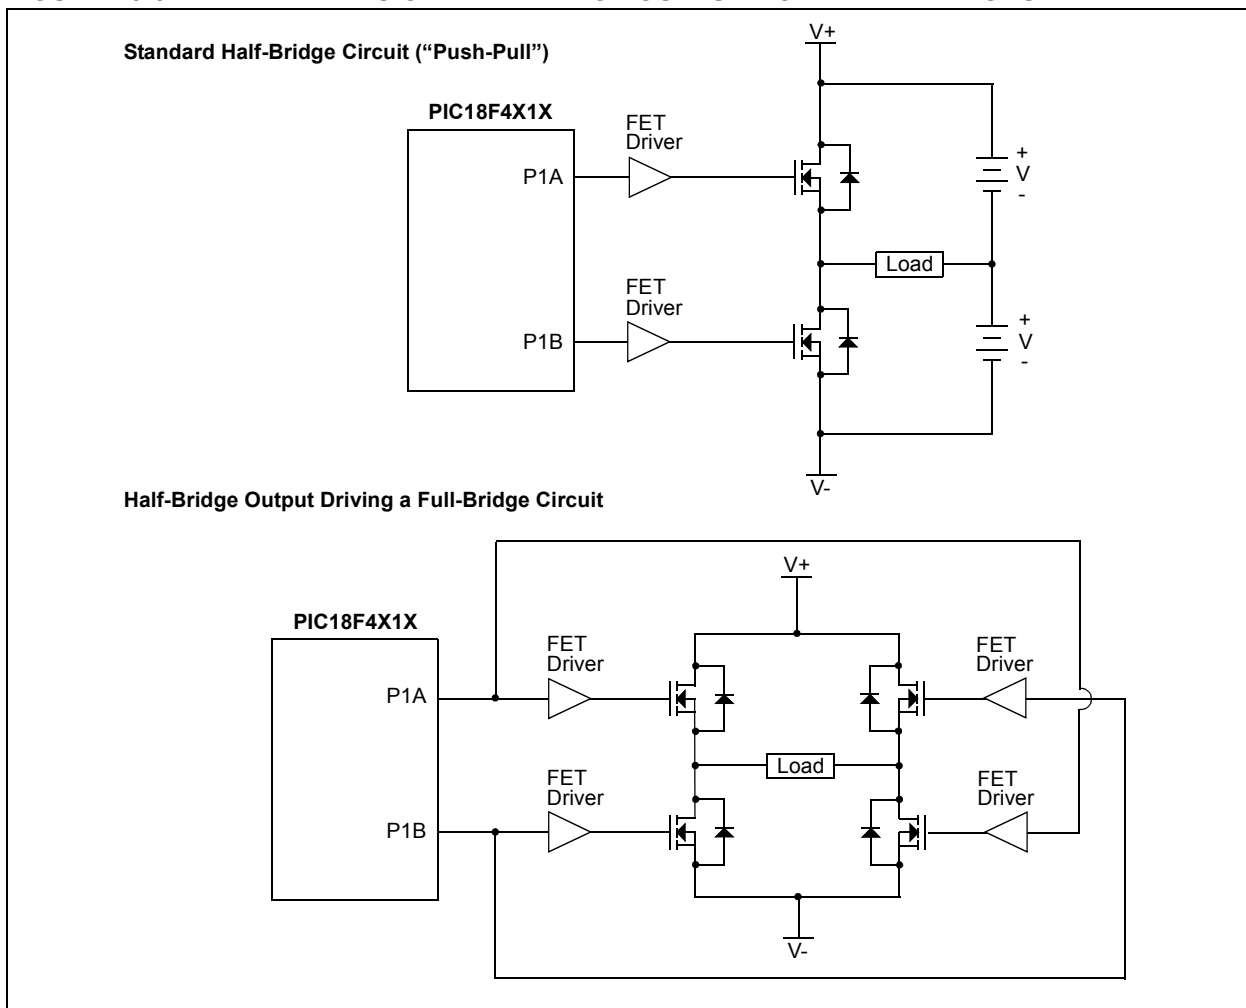 V+
Standard Half-Bridge Circuit (“Push-Pull”)
PIC18F4X1X
FET
Driver
P1A
+
V
-
Load
FET
Driver
P1B
+
V
-
V-
Half-Bridge Output Driving a Full-Bridge Circuit
V+
PIC18F4X1X
FET
Driver
FET
Driver
P1A
Load
FET
Driver
FET
Driver
P1B
V-